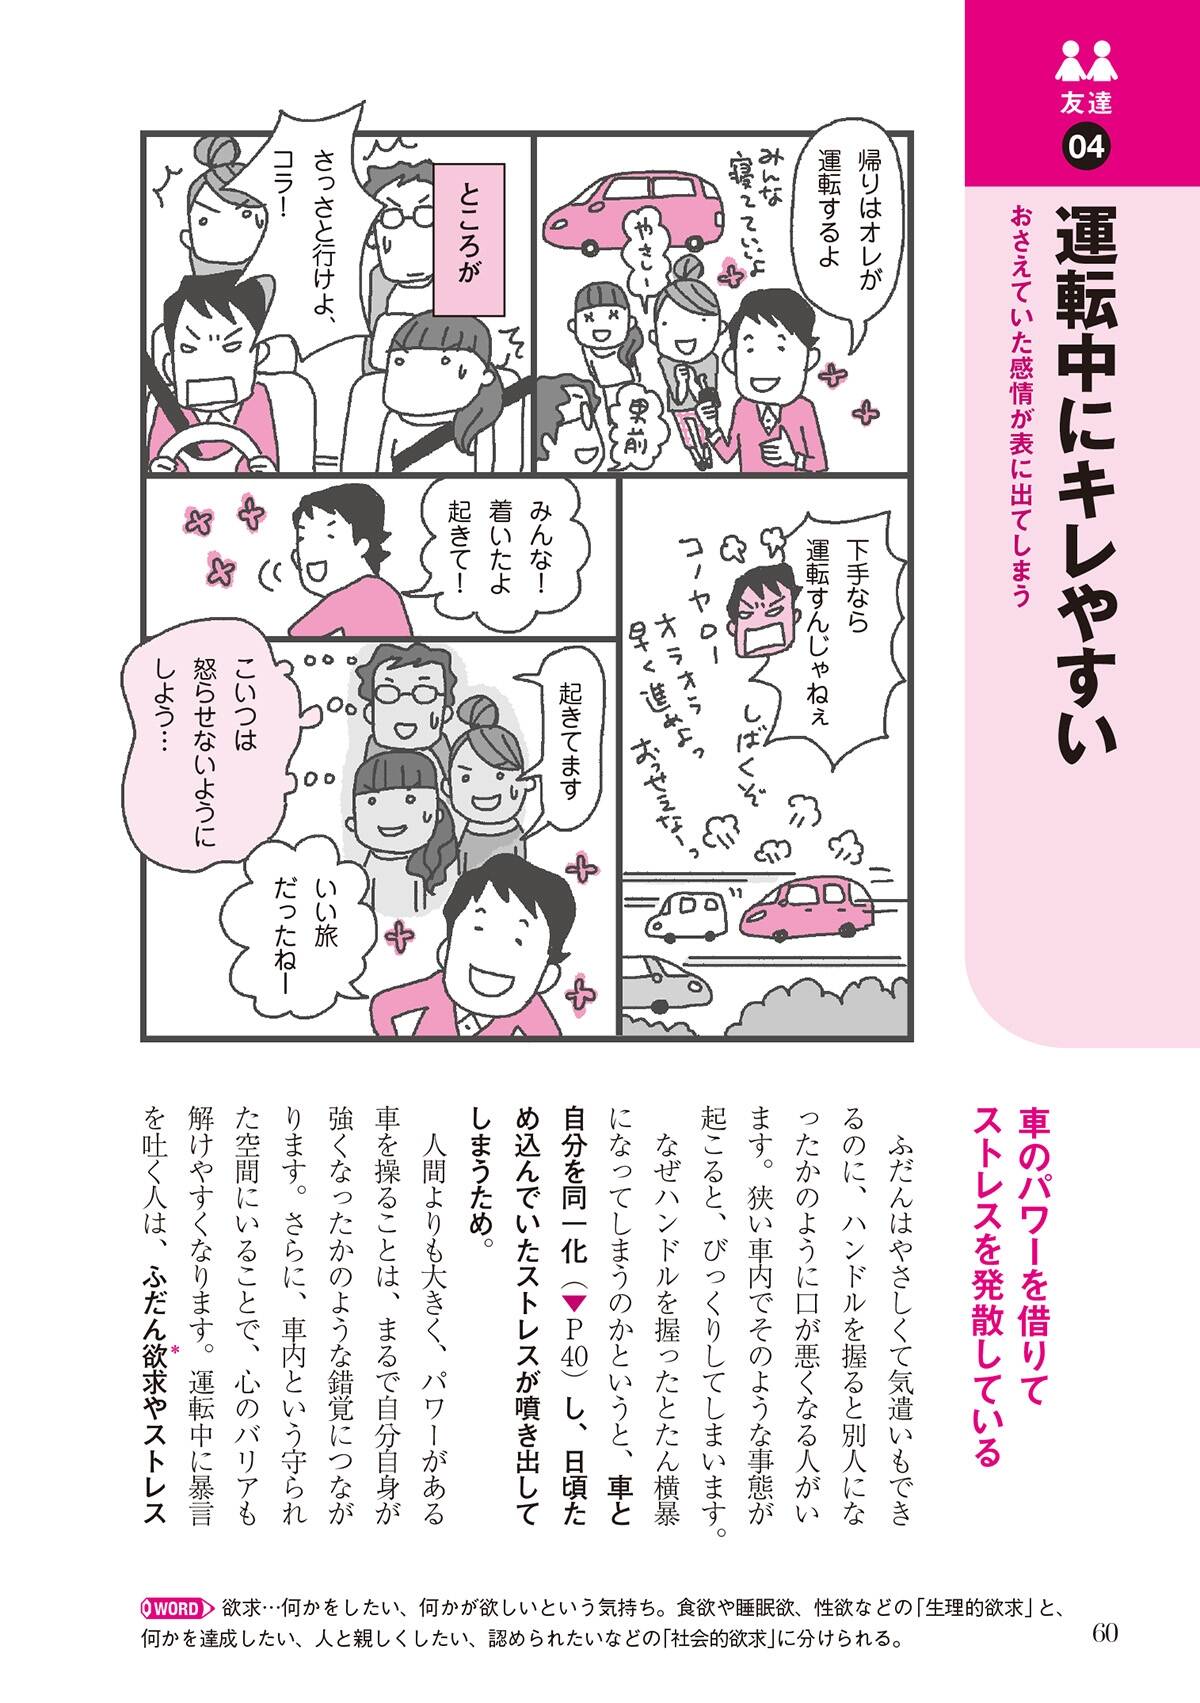 友達
04
運転中にキレやすい
おさえていた感情が表に出てしまう
帰りはオレが
運転するよ
みんな
寝てていいよ
やさしー
男前
ところが
さっさと行けよ、
コラ！
下手なら
運転すんじゃねぇ
コノヤロー
オラオラ
早く進めよっ
しばくぞ
おっせぇなーっ
みんな！
着いたよ
起きて！
起きてます
こいつは
怒らせないように
しよう…
いい旅
だったねー
車のパワーを借りて
ストレスを発散している
ふだんはやさしくて気遣いもでき
るのに、ハンドルを握ると別人にな
ったかのように口が悪くなる人がい
ます。狭い車内でそのような事態が
起こると、びっくりしてしまいます。
なぜハンドルを握ったとたん横暴
になってしまうのかというと、車と
自分を同一化（▼P40）し、日頃た
め込んでいたストレスが噴き出して
しまうため。
人間よりも大きく、パワーがある
車を操ることは、まるで自分自身が
強くなったかのような錯覚につなが
ります。さらに、車内という守られ
た空間にいることで、心のバリアも
解けやすくなります。運転中に暴言
を吐く人は、ふだん欲求*やストレス
WORD 欲求…何かをしたい、何かが欲しいという気持ち。食欲や睡眠欲、性欲などの「生理的欲求」と、
何かを達成したい、人と親しくしたい、認められたいなどの「社会的欲求」に分けられる。
60